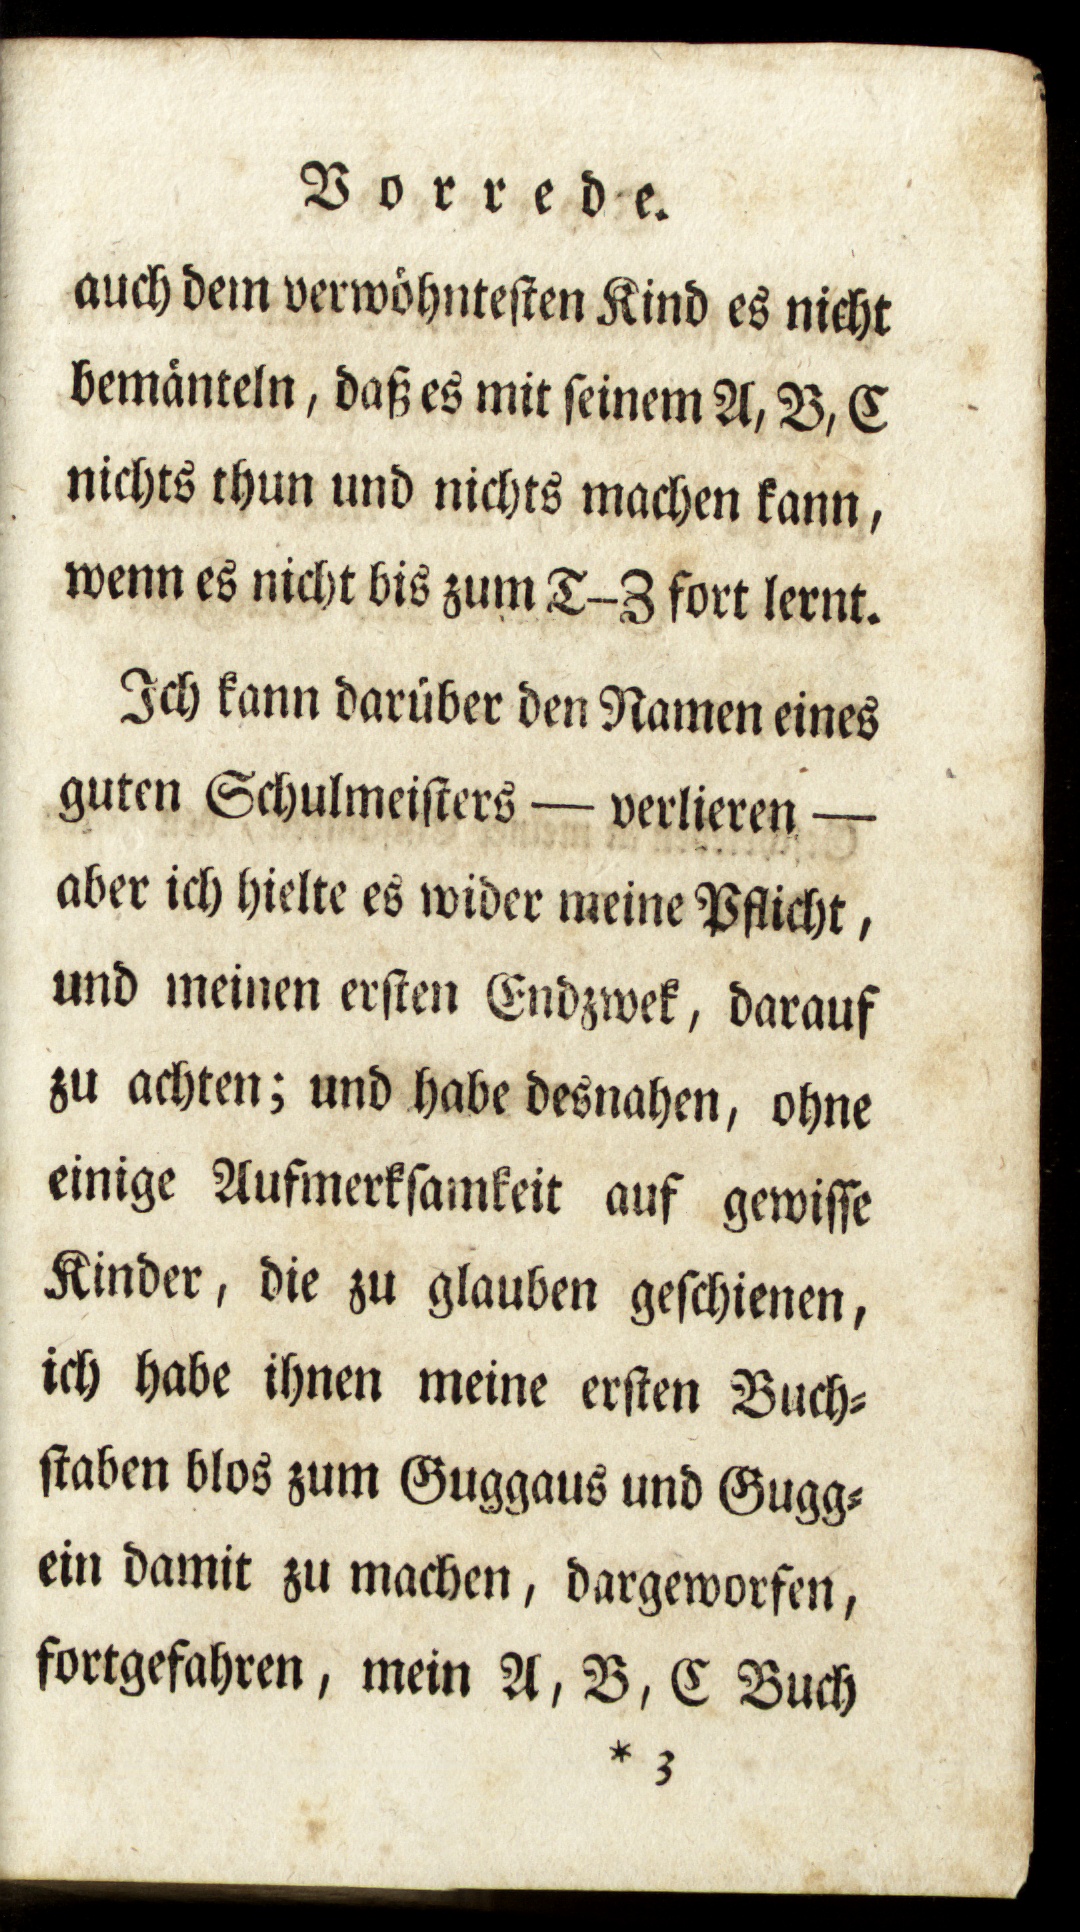 Vorrede.
auch dem verwöhntesten Kind es nicht
bemänteln, daß es mit seinem A, B, C
nichts thun und nichts machen kann,
wenn es nicht bis zum T–Z fort lernt.
Ich kann darüber den Namen eines
guten Schulmeisters — verlieren —
aber ich hielte es wider meine Pflicht,
und meinen ersten Endzwek, darauf
zu achten; und habe desnahen, ohne
einige Aufmerksamkeit auf gewisse
Kinder, die zu glauben geschienen,
ich habe ihnen meine ersten Buch⸗
staben blos zum Guggaus und Gugg⸗
ein damit zu machen, dargeworfen,
fortgefahren, mein A, B, C Buch
* 3